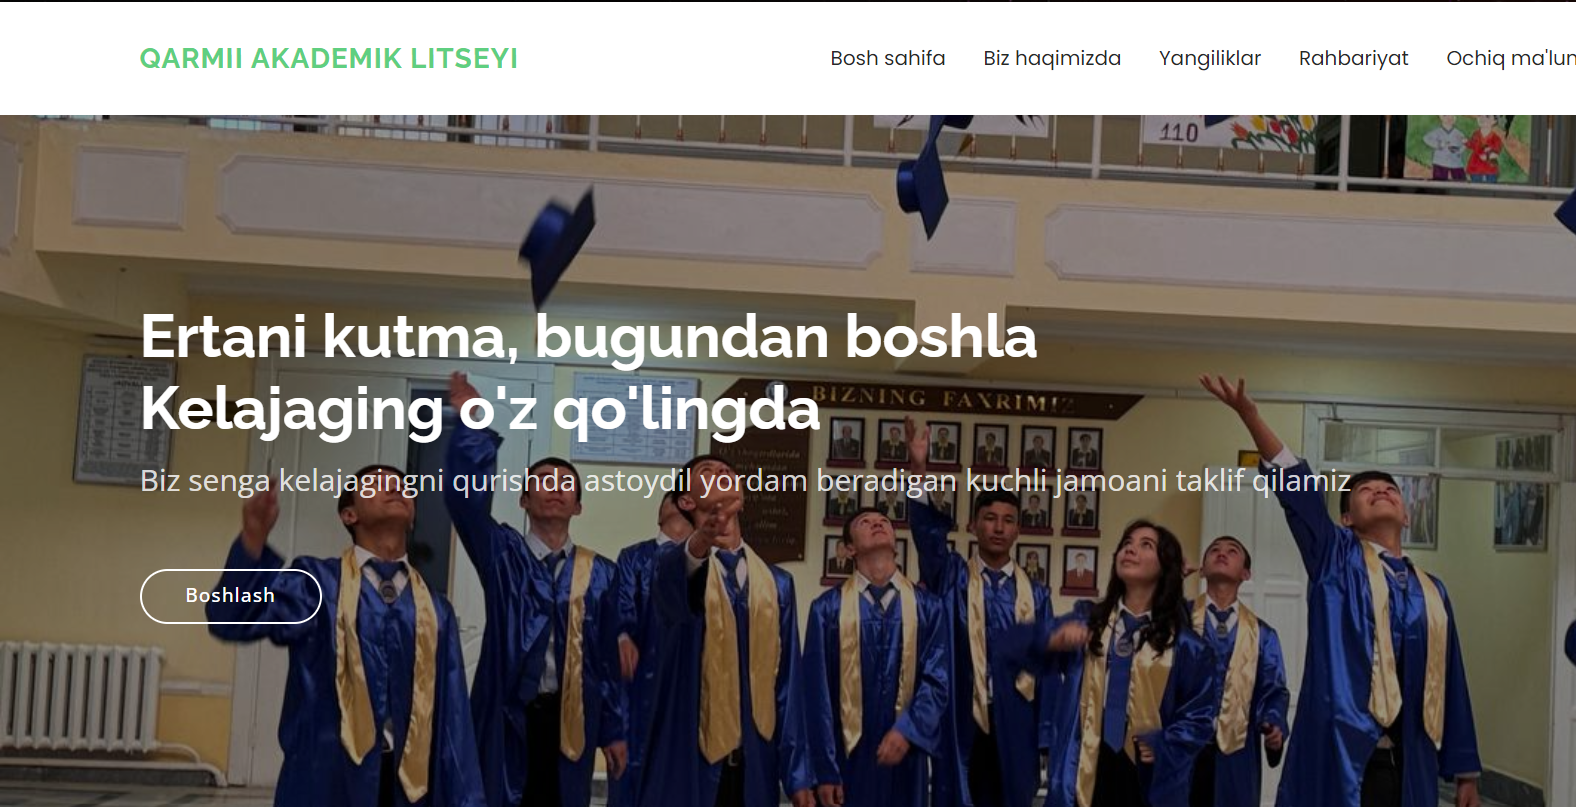 QARMII AKADEMIK LITSEYI
Bosh sahifa Biz haqimizda Yangiliklar Rahbariyat Ochiq ma'lum
110
Ertani kutma, bugundan boshla
Kelajaging o'z qo'lingda
BIZNING FAXRIMIZ
Biz senga kelajagingni qurishda astoydil yordam beradigan kuchli jamoani taklif qilamiz
Boshlash